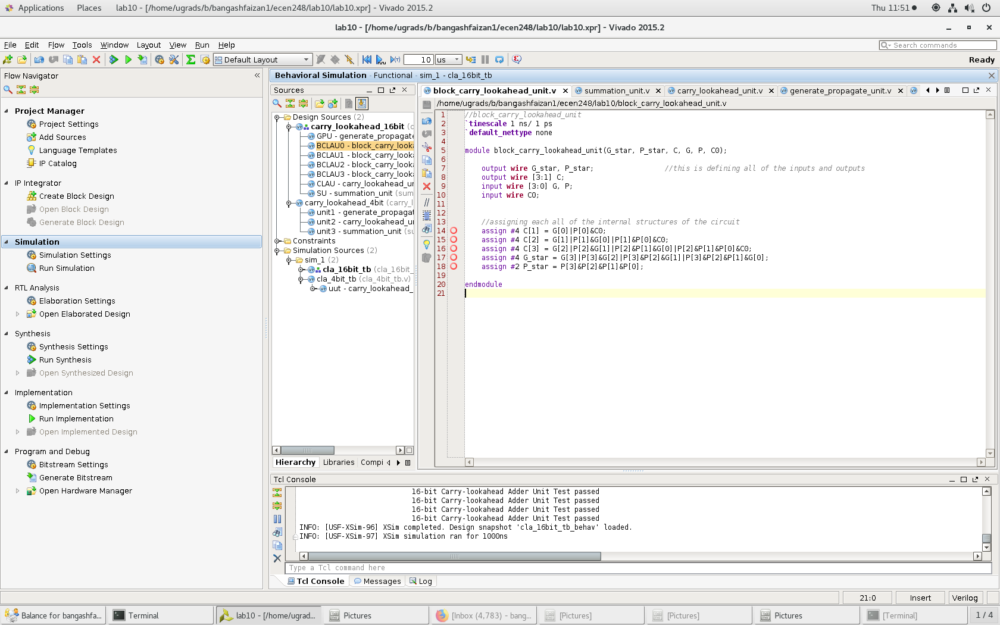 Applications Places lab10 - [/home/ugrads/b/bangashfaizan1/ecen248/lab10/lab10.xpr] - Vivado 2015.2 Thu 11:51
lab10 - [/home/ugrads/b/bangashfaizan1/ecen248/lab10/lab10.xpr] - Vivado 2015.2
File Edit Flow Tools Window Layout View Run Help
Search commands
Default Layout 10 us Ready
Flow Navigator
Project Manager
Project Settings
Add Sources
Language Templates
IP Catalog
IP Integrator
Create Block Design
Open Block Design
Generate Block Design
Simulation
Simulation Settings
Run Simulation
RTL Analysis
Elaboration Settings
Open Elaborated Design
Synthesis
Synthesis Settings
Run Synthesis
Open Synthesized Design
Implementation
Implementation Settings
Run Implementation
Open Implemented Design
Program and Debug
Bitstream Settings
Generate Bitstream
Open Hardware Manager
Behavioral Simulation - Functional - sim_1 - cla_16bit_tb
Sources
Design Sources (2)
carry_lookahead_16bit (c
GPU - generate_propagate
BCLAU0 - block_carry_looka
BCLAU1 - block_carry_looka
BCLAU2 - block_carry_looka
BCLAU3 - block_carry_looka
CLAU - carry_lookahead_un
SU - summation_unit (sum
carry_lookahead_4bit (carry_l
unit1 - generate_propagat
unit2 - carry_lookahead_u
unit3 - summation_unit (su
Constraints
Simulation Sources (2)
sim_1 (2)
cla_16bit_tb (cla_16bit_
cla_4bit_tb (cla_4bit_tb.v)
uut - carry_lookahead_
Hierarchy Libraries Compi
block_carry_lookahead_unit.v summation_unit.v carry_lookahead_unit.v generate_propagate_unit.v
/home/ugrads/b/bangashfaizan1/ecen248/lab10/block_carry_lookahead_unit.v
1 //block_carry_lookahead_unit
2 `timescale 1 ns/ 1 ps
3 `default_nettype none
4
5 module block_carry_lookahead_unit(G_star, P_star, C, G, P, C0);
6
7 output wire G_star, P_star; //this is defining all of the inputs and outputs
8 output wire [3:1] C;
9 input wire [3:0] G, P;
10 input wire C0;
11
12
13 //assigning each all of the internal structures of the circuit
14 assign #4 C[1] = G[0]|P[0]&C0;
15 assign #4 C[2] = G[1]|P[1]&G[0]|P[1]&P[0]&C0;
16 assign #4 C[3] = G[2]|P[2]&G[1]|P[2]&P[1]&G[0]|P[2]&P[1]&P[0]&C0;
17 assign #4 G_star = G[3]|P[3]&G[2]|P[3]&P[2]&G[1]|P[3]&P[2]&P[1]&G[0];
18 assign #2 P_star = P[3]&P[2]&P[1]&P[0];
19
20 endmodule
21
Tcl Console
16-bit Carry-lookahead Adder Unit Test passed
16-bit Carry-lookahead Adder Unit Test passed
16-bit Carry-lookahead Adder Unit Test passed
16-bit Carry-lookahead Adder Unit Test passed
INFO: [USF-XSim-96] XSim completed. Design snapshot 'cla_16bit_tb_behav' loaded.
INFO: [USF-XSim-97] XSim simulation ran for 1000ns
Type a Tcl command here
Tcl Console Messages Log
21:0 Insert Verilog
Balance for bangashfa... Terminal lab10 - [/home/ugrad... Pictures [Inbox (4,783) - bang... [Pictures] [Pictures] Pictures [Terminal] 1 / 4